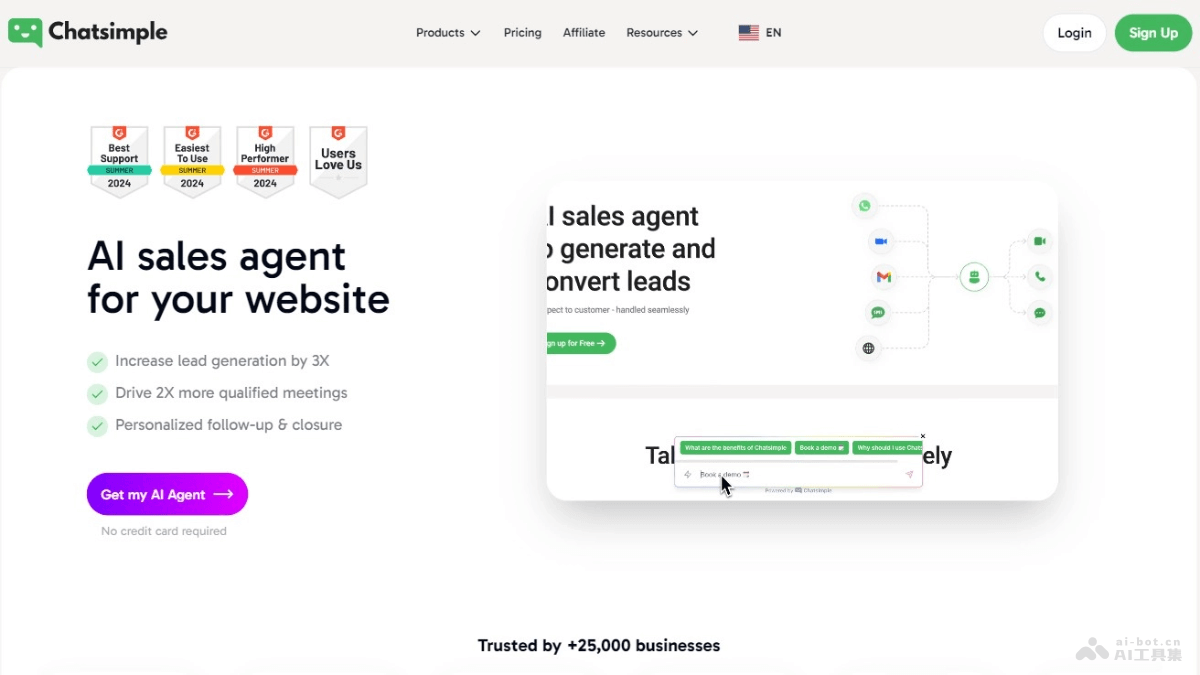 Chatsimple
Products
Pricing
Affiliate
Resources
EN
Login
Sign Up
Best
Support
SUMMER
2024
Easiest
To Use
SUMMER
2024
High
Performer
SUMMER
2024
Users
Love Us
AI sales agent
for your website
Increase lead generation by 3X
Drive 2X more qualified meetings
Personalized follow-up & closure
Get my AI Agent
No credit card required
I sales agent
o generate and
onvert leads
pect to customer - handled seamlessly
gn up for Free
Tal
ely
What are the benefits of Chatsimple
Book a demo
Why should I use Chats
Book a demo
Powered by Chatsimple
Trusted by +25,000 businesses
ai-bot.cn
AI工具集